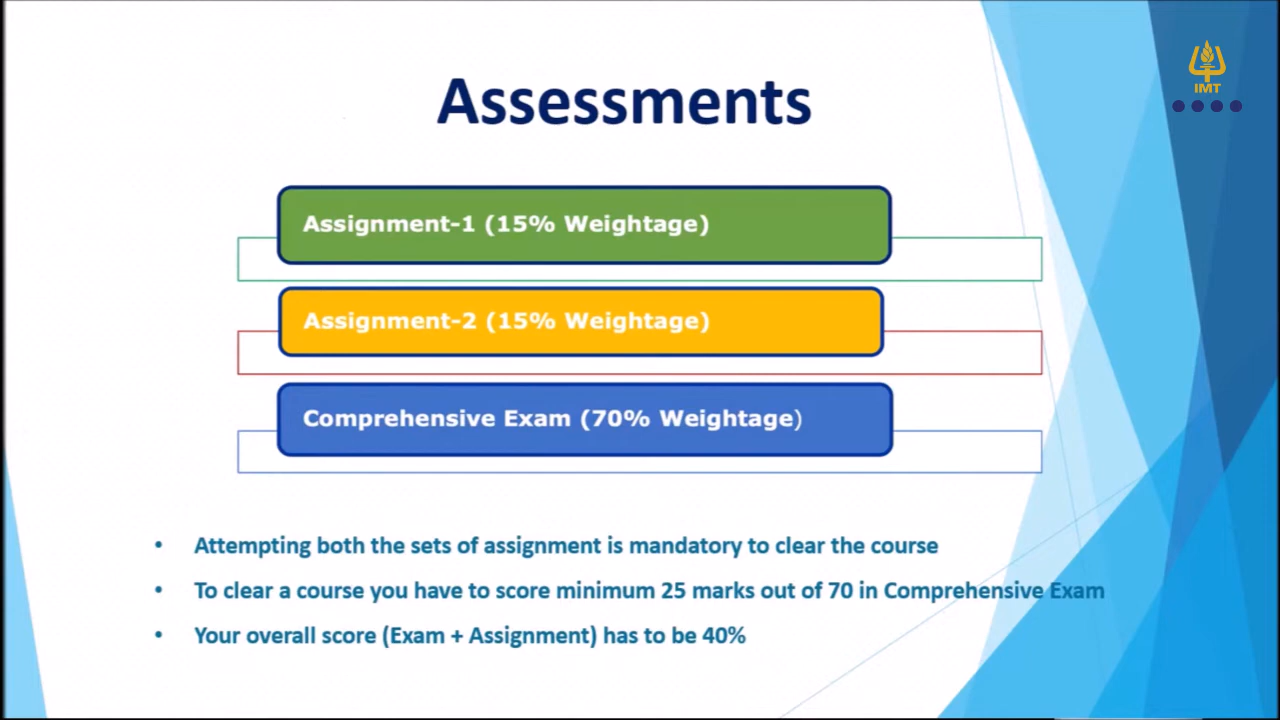 IMT
Assessments
Assignment-1 (15% Weightage)
Assignment-2 (15% Weightage)
Comprehensive Exam (70% Weightage)
• Attempting both the sets of assignment is mandatory to clear the course
• To clear a course you have to score minimum 25 marks out of 70 in Comprehensive Exam
• Your overall score (Exam + Assignment) has to be 40%